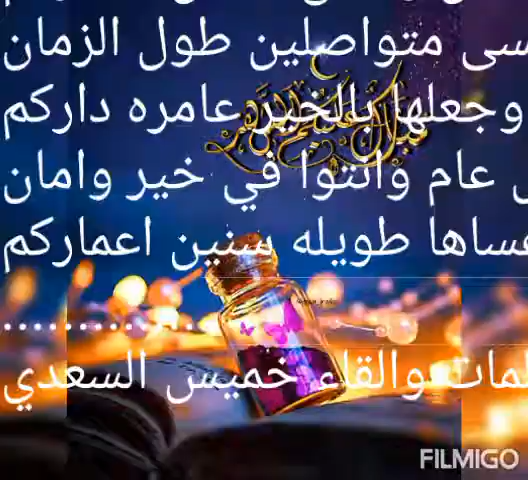 متواصلين طول الزمان
وجعلها بالخير عامره داركم
عام وانتوا في خير وامان
طويله سنين اعماركم
..................
والقاء خميس السعدي
FILMIGO